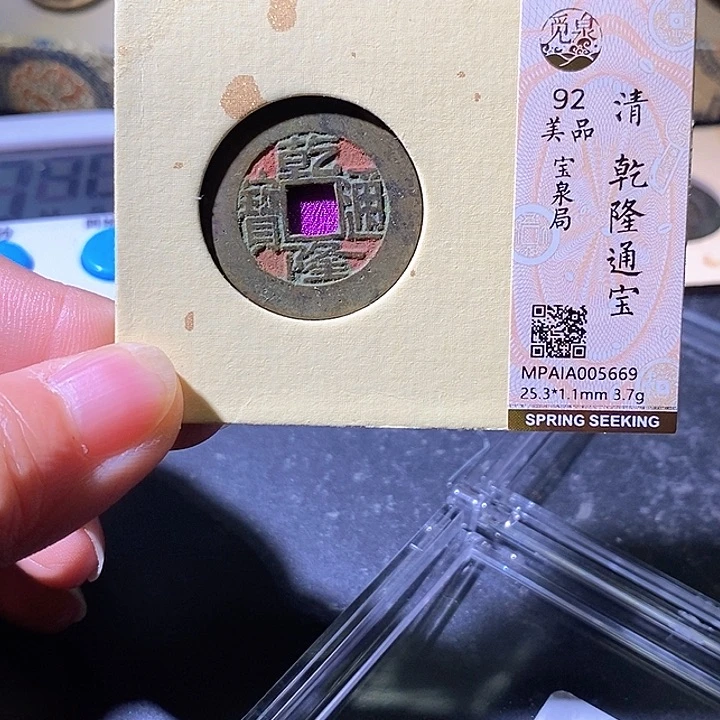 乾隆通寶
觅泉
清 乾隆通宝
92
美品
宝泉局
MPAIA005669
25.3*1.1mm 3.7g
SPRING SEEKING